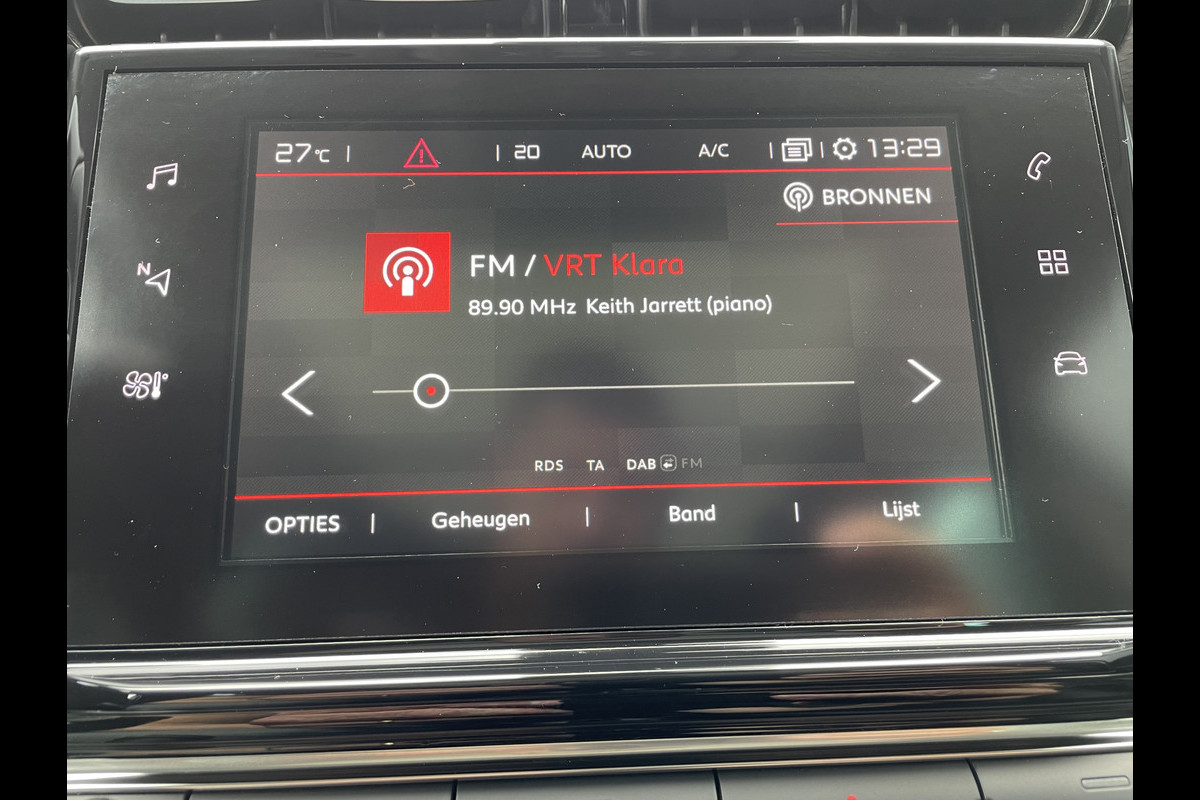 27°C | | 20 AUTO A/C | | 13:29
BRONNEN
FM / VRT Klara
89.90 MHz Keith Jarrett (piano)
N
RDS TA DAB FM
OPTIES | Geheugen | Band | Lijst